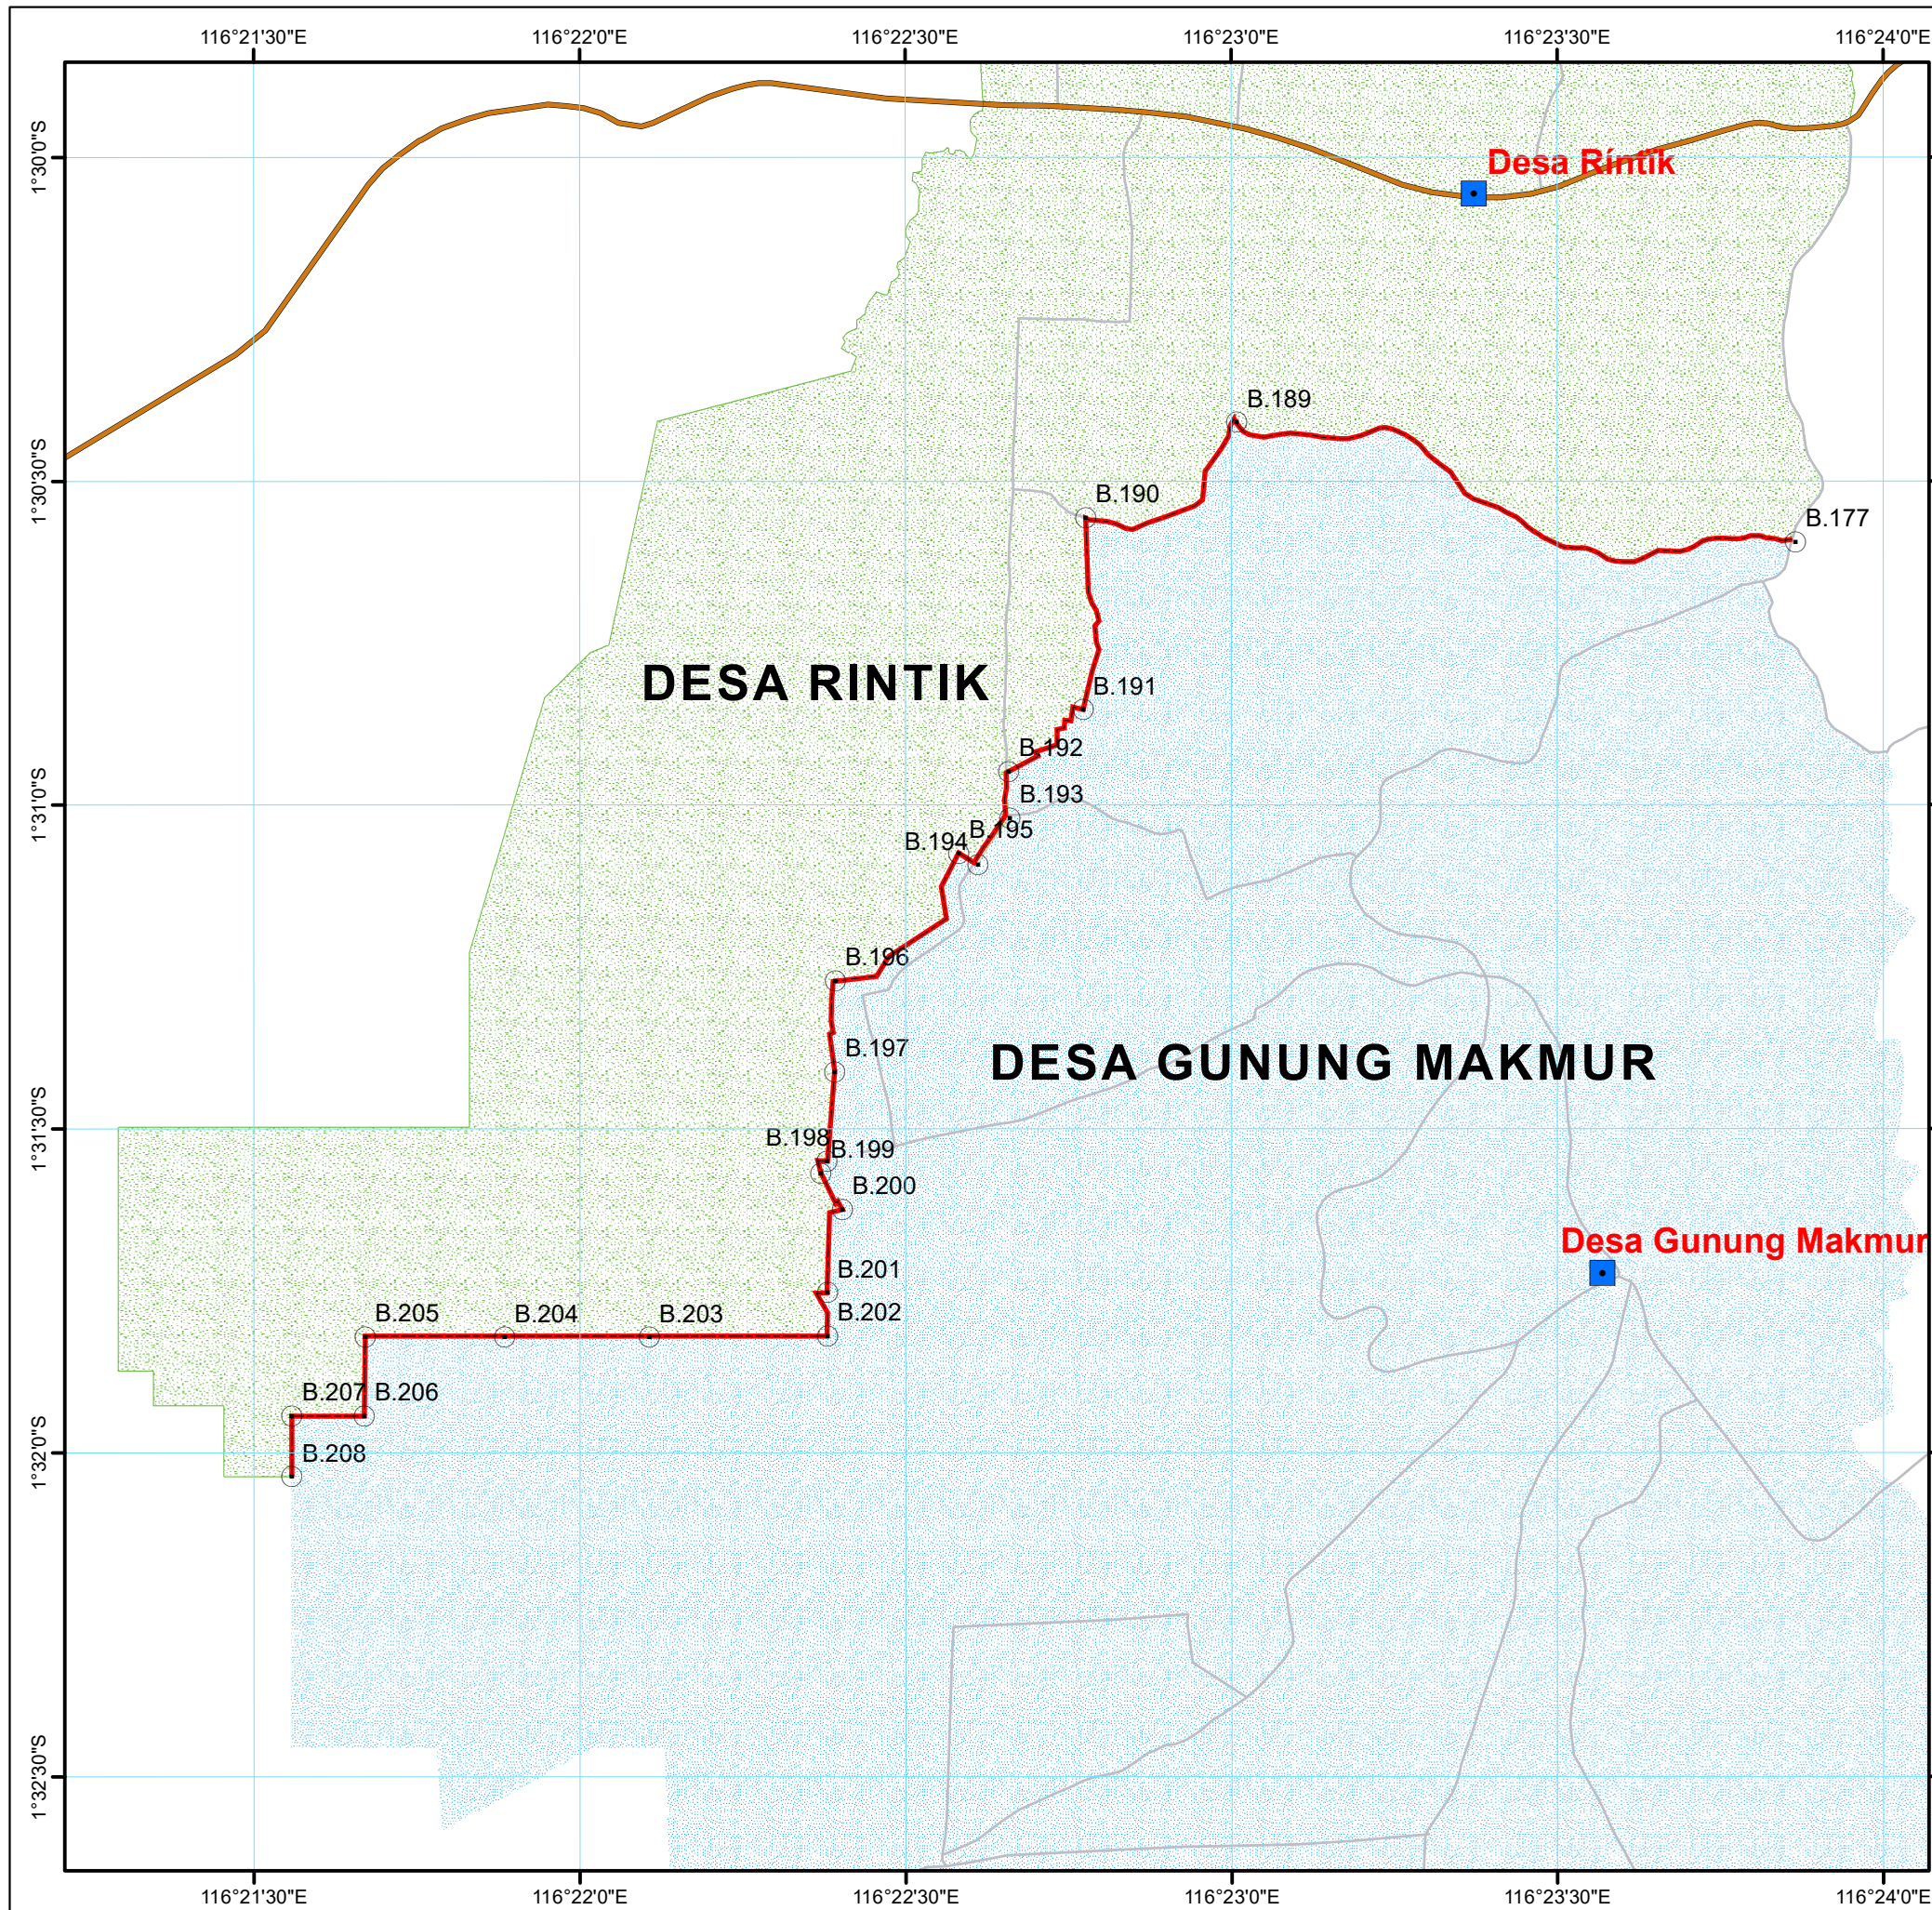 116°21'30"E 116°22'0"E 116°22'30"E 116°23'0"E 116°23'30"E 116°24'0"E
1°30'0"S
Desa Rintik
B.189
1°30'30"S
B.190
B.177
DESA RINTIK
B.191
B.192
1°31'0"S
B.193
B.194 B.195
B.196
B.197
DESA GUNUNG MAKMUR
1°31'30"S
B.198
B.199
B.200
Desa Gunung Makmur
B.201
B.205 B.204 B.203 B.202
B.207 B.206
1°32'0"S
B.208
1°32'30"S
116°21'30"E 116°22'0"E 116°22'30"E 116°23'0"E 116°23'30"E 116°24'0"E